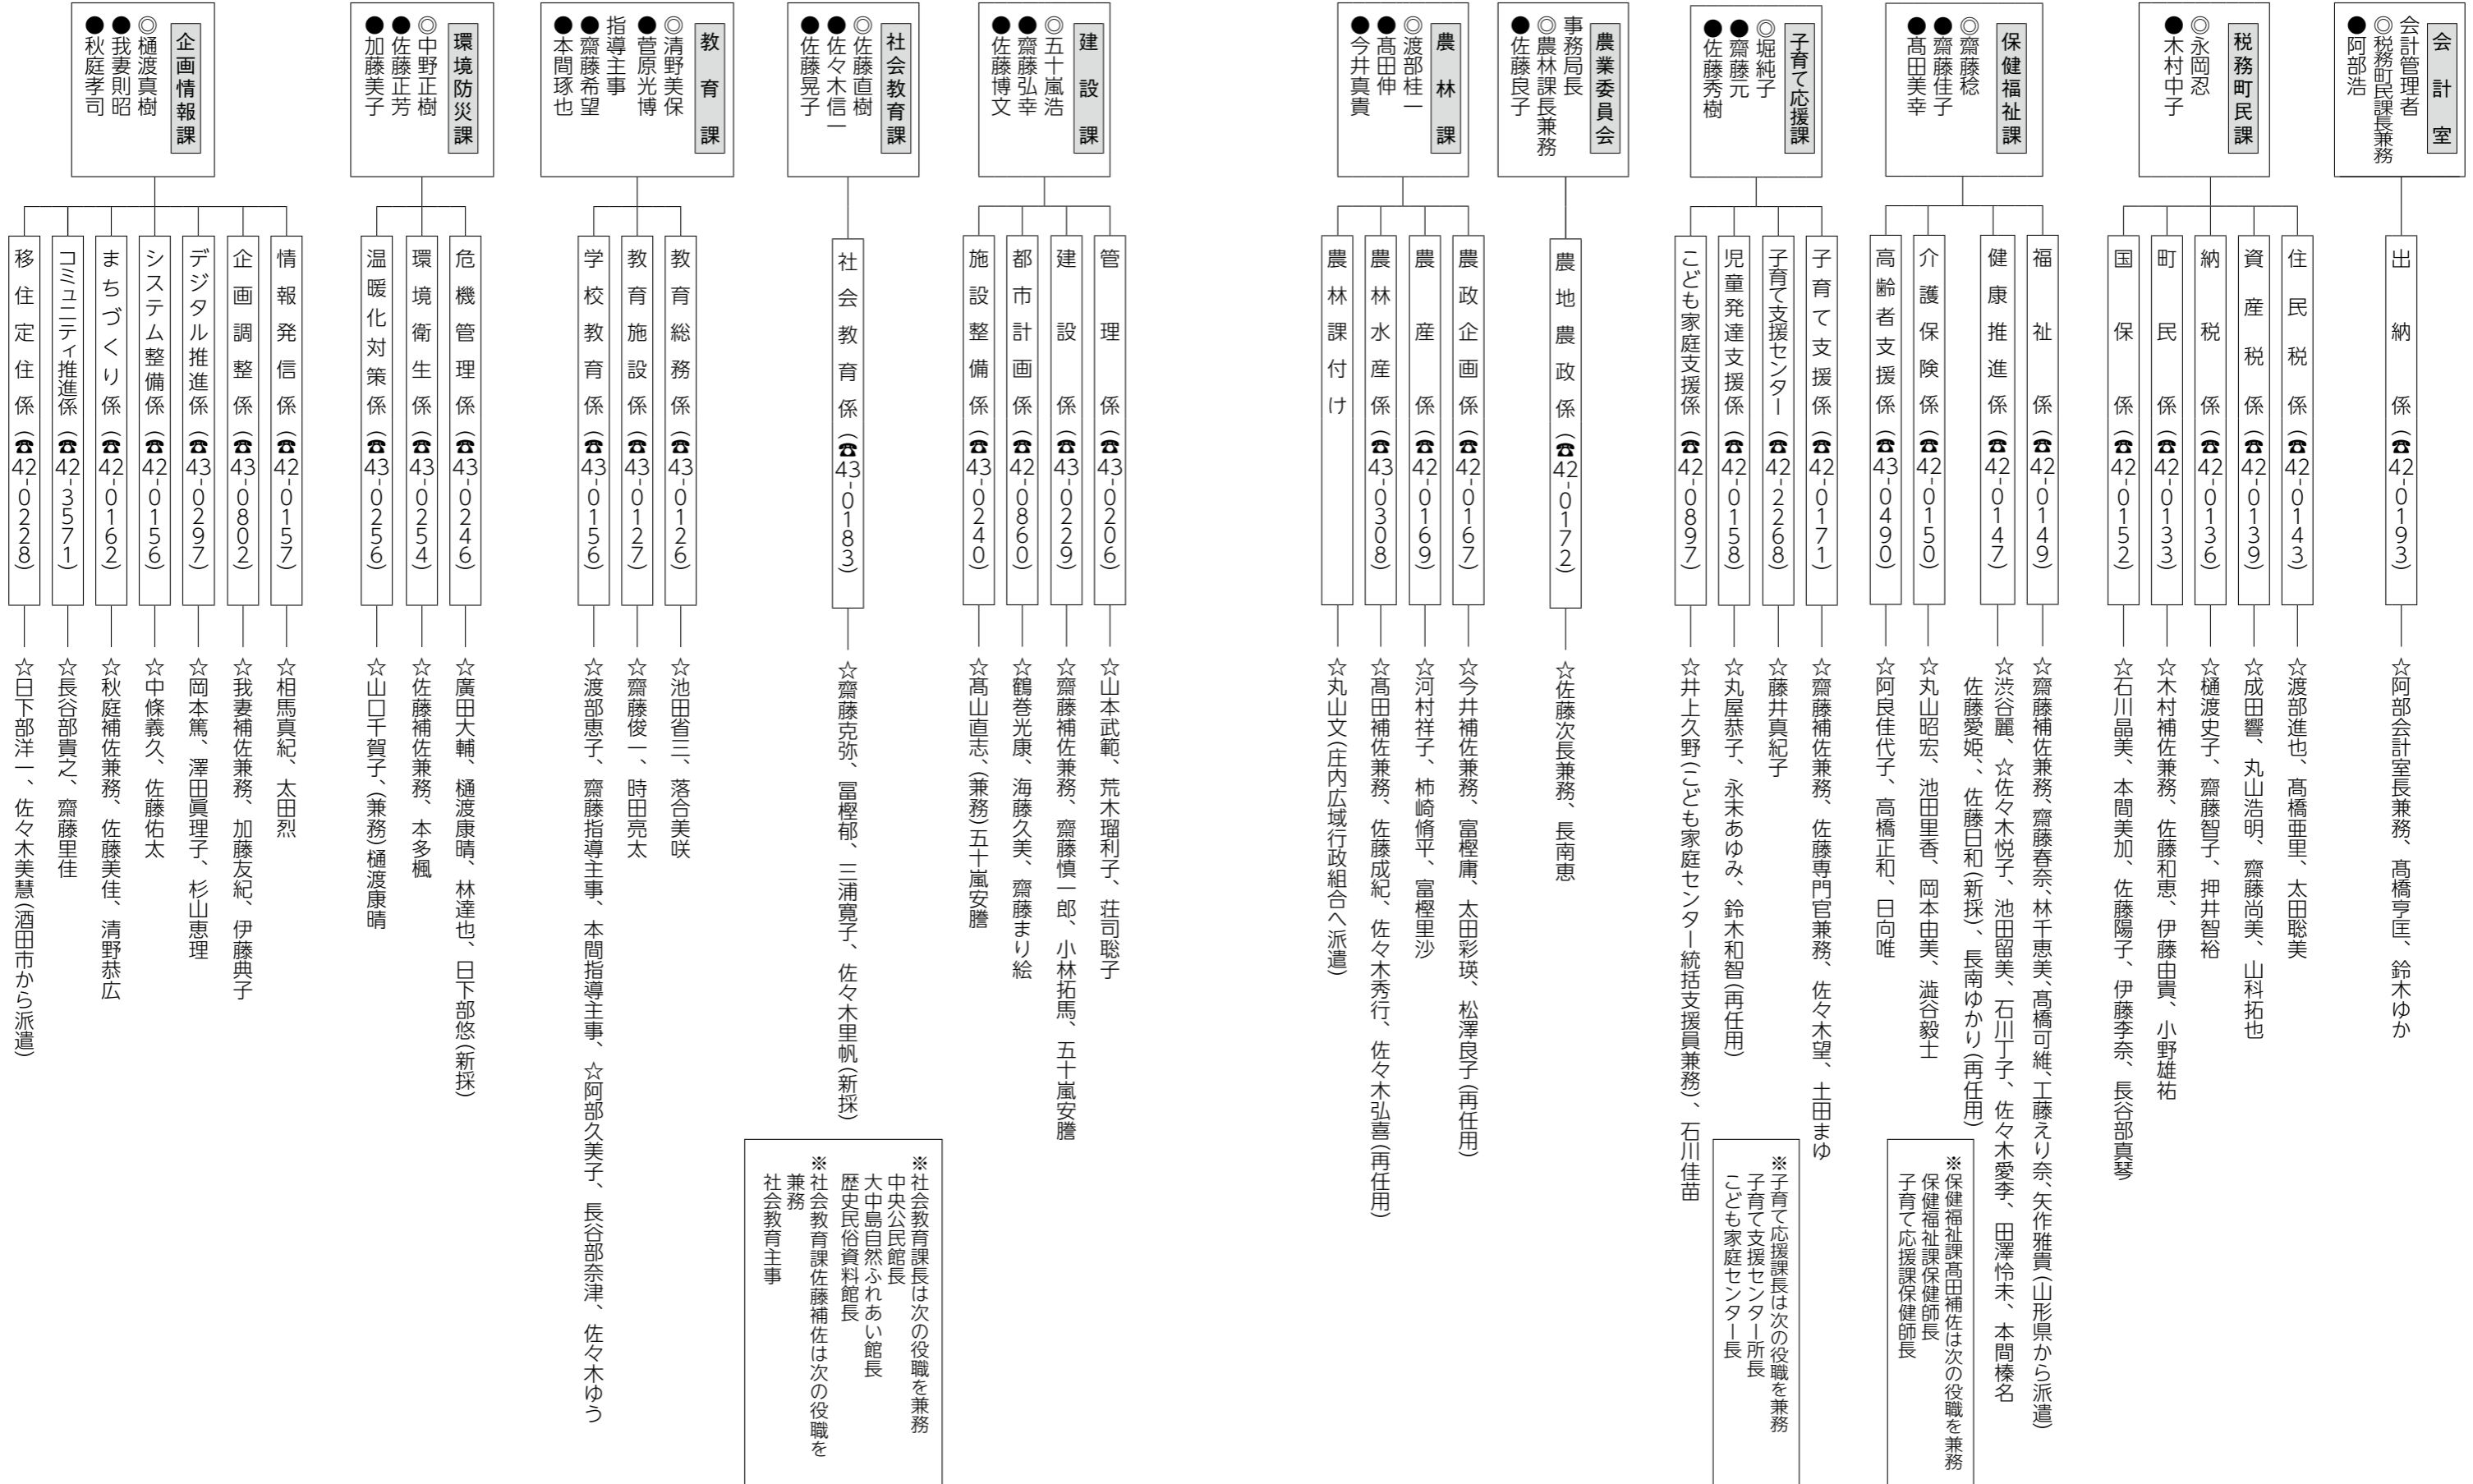 会計室
会計管理者
◎税務町民課長兼務
●阿部浩
出納係(☎42-0193)
☆阿部会計室長兼務、髙橋亨匡、鈴木ゆか
税務町民課
◎永岡忍
●木村中子
住民税係(☎42-0143)
☆渡部進也、髙橋亜里、太田聡美
資産税係(☎42-0139)
☆成田響、丸山浩明、齋藤尚美、山科拓也
納税係(☎42-0136)
☆樋渡史子、齋藤智子、押井智裕
町民係(☎42-0133)
☆木村補佐兼務、佐藤和恵、伊藤由貴、小野雄祐
国保係(☎42-0152)
☆石川晶美、本間美加、佐藤陽子、伊藤李奈、長谷部真琴
保健福祉課
◎齋藤稔
●齋藤佳子
●髙田美幸
福祉係(☎42-0149)
☆齋藤補佐兼務、齋藤春奈、林千恵美、髙橋可維、工藤えり奈、矢作雅貴(山形県から派遣)
健康推進係(☎42-0147)
☆渋谷麗、☆佐々木悦子、池田留美、石川丁子、佐々木愛李、田澤怜未、本間榛名
佐藤愛姫、、佐藤日和(新採)、長南ゆかり(再任用)
介護保険係(☎42-0150)
☆丸山昭宏、池田里香、岡本由美、澁谷毅士
高齢者支援係(☎43-0490)
☆阿良佳代子、高橋正和、日向唯
※保健福祉課髙田補佐は次の役職を兼務
保健福祉課保健師長
子育て応援課保健師長
子育て応援課
◎堀純子
●齋藤元
●佐藤秀樹
子育て支援係(☎42-0171)
☆齋藤補佐兼務、佐藤専門官兼務、佐々木望、土田まゆ
子育て支援センター(☎42-2268)
☆藤井真紀子
児童発達支援係(☎42-0158)
☆丸屋恭子、永末あゆみ、鈴木和智(再任用)
こども家庭支援係(☎42-0897)
☆井上久野(こども家庭センター統括支援員兼務)、石川佳苗
※子育て応援課長は次の役職を兼務
子育て支援センター所長
こども家庭センター長
農業委員会
事務局長
◎農林課長兼務
●佐藤良子
農地農政係(☎42-0172)
☆佐藤次長兼務、長南恵
農林課
◎渡部桂一
●髙田伸
●今井真貴
農政企画係(☎42-0167)
☆今井補佐兼務、富樫庸、太田彩瑛、松澤良子(再任用)
農産係(☎42-0169)
☆河村祥子、柿崎脩平、富樫里沙
農林水産係(☎43-0308)
☆髙田補佐兼務、佐藤成紀、佐々木秀行、佐々木弘喜(再任用)
農林課付け
☆丸山文(庄内広域行政組合へ派遣)
建設課
◎五十嵐浩
●齋藤弘幸
●佐藤博文
管理係(☎43-0206)
☆山本武範、荒木瑠利子、荘司聡子
建設係(☎43-0229)
☆齋藤補佐兼務、齋藤慎一郎、小林拓馬、五十嵐安謄
都市計画係(☎42-0860)
☆鶴巻光康、海藤久美、齋藤まり絵
施設整備係(☎43-0240)
☆髙山直志、(兼務)五十嵐安謄
社会教育課
◎佐藤直樹
●佐々木信一
●佐藤晃子
社会教育係(☎43-0183)
☆齋藤克弥、冨樫郁、三浦寛子、佐々木里帆(新採)
※社会教育課長は次の役職を兼務
中央公民館長
大中島自然ふれあい館長
歴史民俗資料館長
※社会教育課佐藤補佐は次の役職を
兼務
社会教育主事
教育課
◎清野美保
●菅原光博
指導主事
●齋藤希望
●本間琢也
教育総務係(☎43-0126)
☆池田省三、落合美咲
教育施設係(☎43-0127)
☆齋藤俊一、時田亮太
学校教育係(☎43-0156)
☆渡部恵子、齋藤指導主事、本間指導主事、☆阿部久美子、長谷部奈津、佐々木ゆう
環境防災課
◎中野正樹
●佐藤正芳
●加藤美子
危機管理係(☎43-0246)
☆廣田大輔、樋渡康晴、林達也、日下部悠(新採)
環境衛生係(☎43-0254)
☆佐藤補佐兼務、本多楓
温暖化対策係(☎43-0256)
☆山口千賀子、(兼務)樋渡康晴
企画情報課
◎樋渡真樹
●我妻則昭
●秋庭孝司
情報発信係(☎42-0157)
☆相馬真紀、太田烈
企画調整係(☎43-0802)
☆我妻補佐兼務、加藤友紀、伊藤典子
デジタル推進係(☎43-0297)
☆岡本篤、澤田眞理子、杉山恵理
システム整備係(☎42-0156)
☆中條義久、佐藤佑太
まちづくり係(☎42-0162)
☆秋庭補佐兼務、佐藤美佳、清野恭広
コミュニティ推進係(☎42-3571)
☆長谷部貴之、齋藤里佳
移住定住係(☎43-0228)
☆日下部洋一、佐々木美慧(酒田市から派遣)